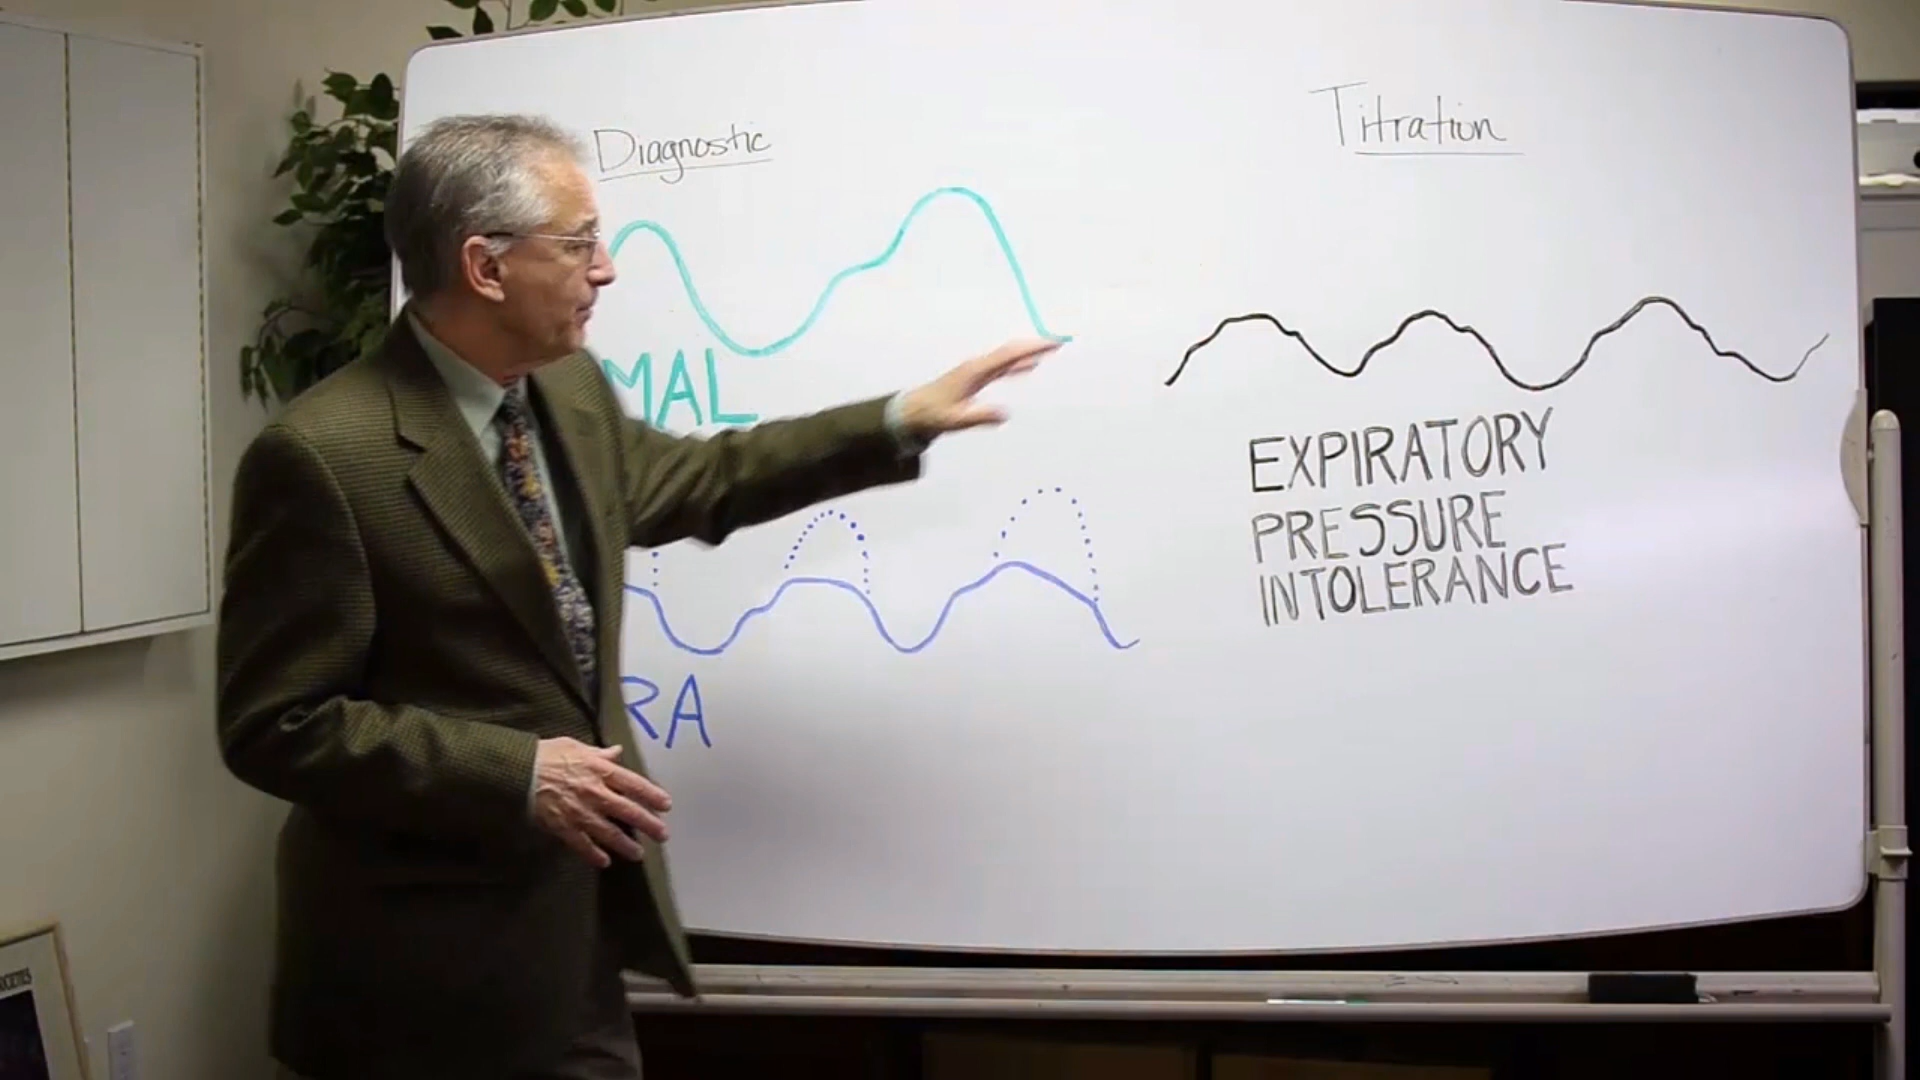 Diagnostic
Titration
MAL
EXPIRATORY
PRESSURE
INTOLERANCE
RA